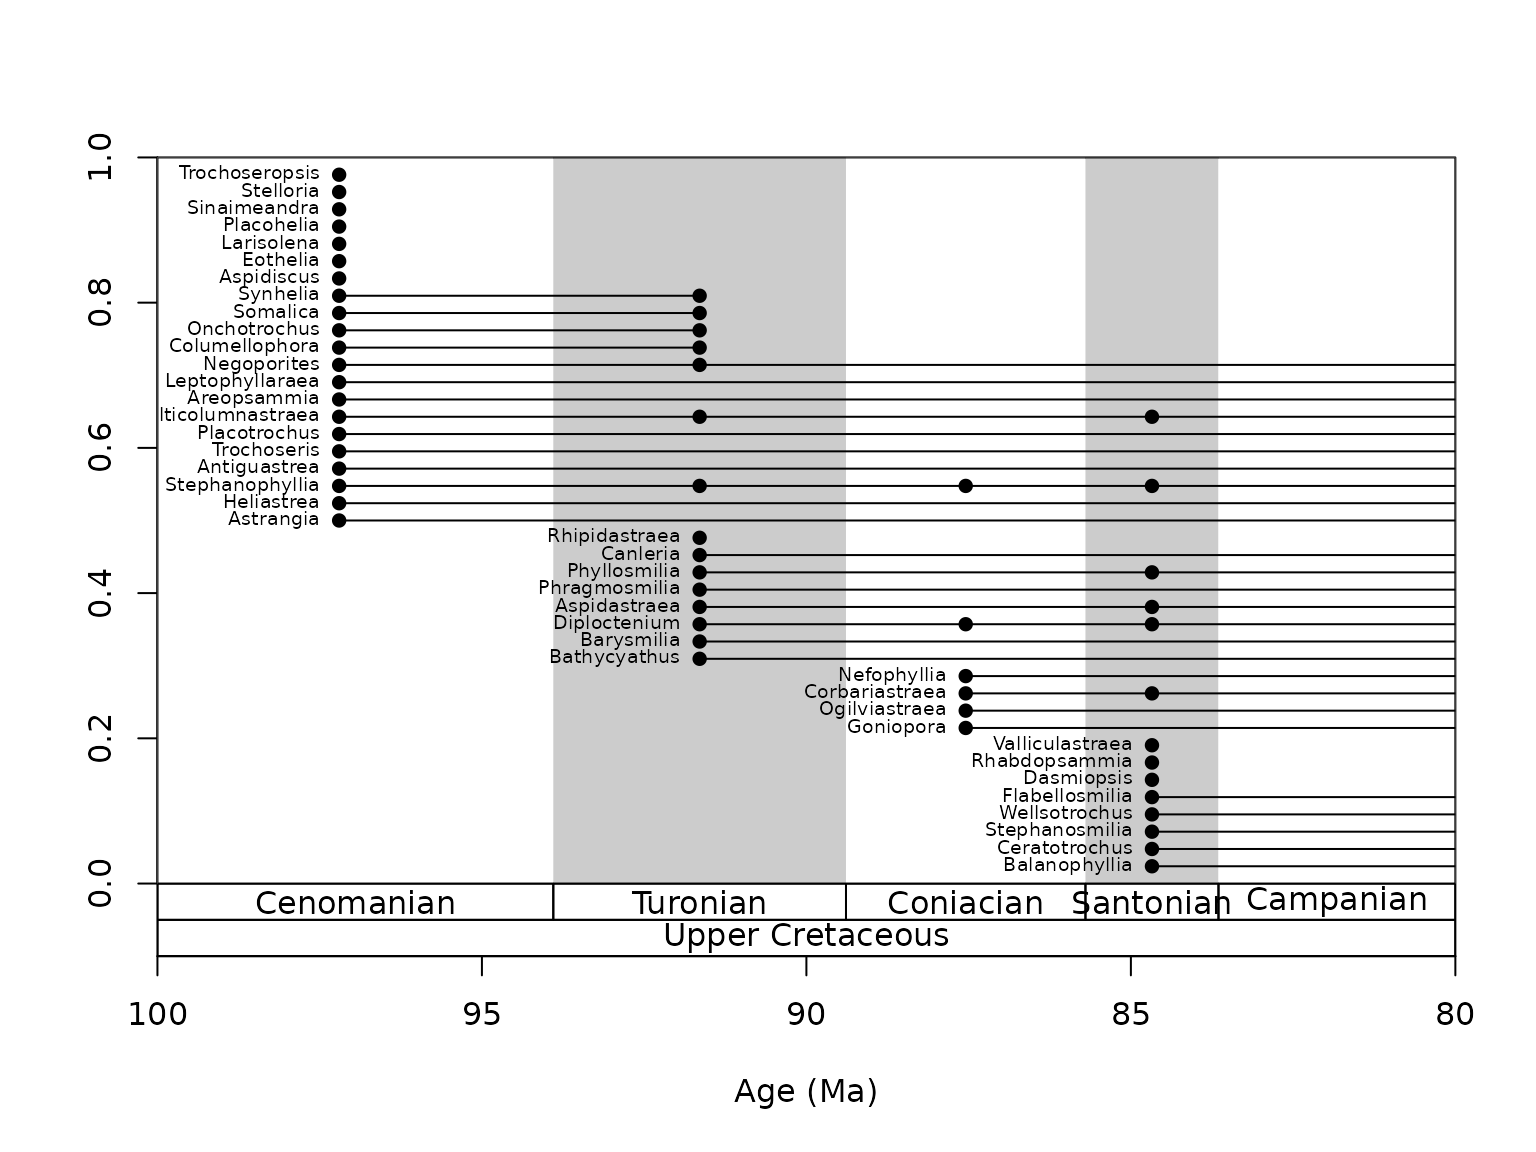 1.0
0.8
0.6
0.4
0.2
0.0
Trochoseropsis
Stelloria
Sinaimeandra
Placohelia
Larisolena
Eothelia
Aspidiscus
Synhelia
Somalica
Onchotrochus
Columellophora
Negoporites
Leptophyllaraea
Areopsammia
lticolumnastraea
Placotrochus
Trochoseris
Antiguastrea
Stephanophyllia
Heliastrea
Astrangia
Rhipidastraea
Canleria
Phyllosmilia
Phragmosmilia
Aspidastraea
Diploctenium
Barysmilia
Bathycyathus
Nefophyllia
Corbariastraea
Ogilviastraea
Goniopora
Valliculastraea
Rhabdopsammia
Dasmiopsis
Flabellosmilia
Wellsotrochus
Stephanosmilia
Ceratotrochus
Balanophyllia
Cenomanian Turonian Coniacian Santonian Campanian
Upper Cretaceous
100 95 90 85 80
Age (Ma)